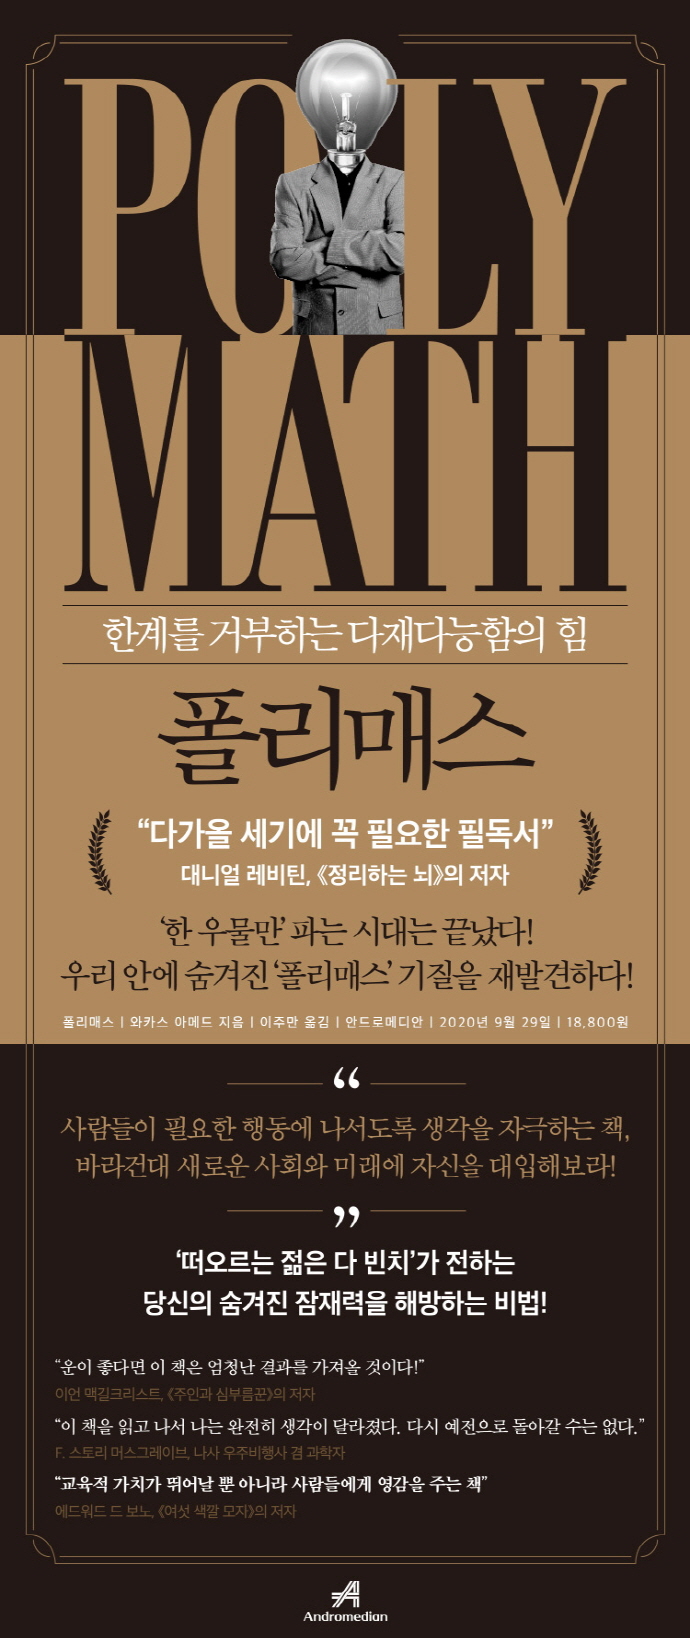 POLY
MATH
한계를 거부하는 다재다능함의 힘
폴리매스
“다가올 세기에 꼭 필요한 필독서”
대니얼 레비틴, 《정리하는 뇌》의 저자
‘한 우물만’ 파는 시대는 끝났다!
우리 안에 숨겨진 ‘폴리매스’ 기질을 재발견하다!
폴리매스 | 와카스 아메드 지음 | 이주만 옮김 | 안드로메디안 | 2020년 9월 29일 | 18,800원
“
사람들이 필요한 행동에 나서도록 생각을 자극하는 책,
바라건대 새로운 사회와 미래에 자신을 대입해보라!
”
‘떠오르는 젊은 다 빈치’가 전하는
당신의 숨겨진 잠재력을 해방하는 비법!
“운이 좋다면 이 책은 엄청난 결과를 가져올 것이다!”
이언 맥길크리스트, 《주인과 심부름꾼》의 저자
“이 책을 읽고 나서 나는 완전히 생각이 달라졌다. 다시 예전으로 돌아갈 수는 없다.”
F. 스토리 머스그레이브, 나사 우주비행사 겸 과학자
“교육적 가치가 뛰어날 뿐 아니라 사람들에게 영감을 주는 책”
에드워드 드 보노, 《여섯 색깔 모자》의 저자
Andromedian